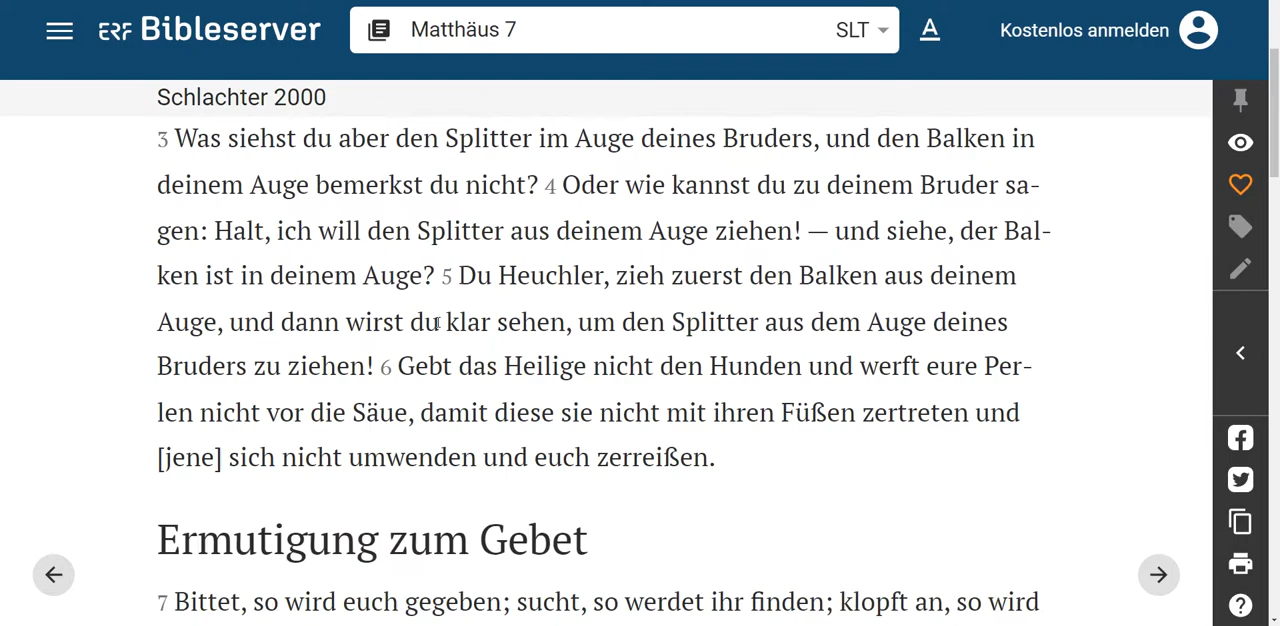 ERF Bibleserver
Matthäus 7
SLT
A
Kostenlos anmelden
Schlachter 2000
3 Was siehst du aber den Splitter im Auge deines Bruders, und den Balken in
deinem Auge bemerkst du nicht? 4 Oder wie kannst du zu deinem Bruder sa-
gen: Halt, ich will den Splitter aus deinem Auge ziehen! — und siehe, der Bal-
ken ist in deinem Auge? 5 Du Heuchler, zieh zuerst den Balken aus deinem
Auge, und dann wirst du klar sehen, um den Splitter aus dem Auge deines
Bruders zu ziehen! 6 Gebt das Heilige nicht den Hunden und werft eure Per-
len nicht vor die Säue, damit diese sie nicht mit ihren Füßen zertreten und
[jene] sich nicht umwenden und euch zerreißen.
Ermutigung zum Gebet
7 Bittet, so wird euch gegeben; sucht, so werdet ihr finden; klopft an, so wird